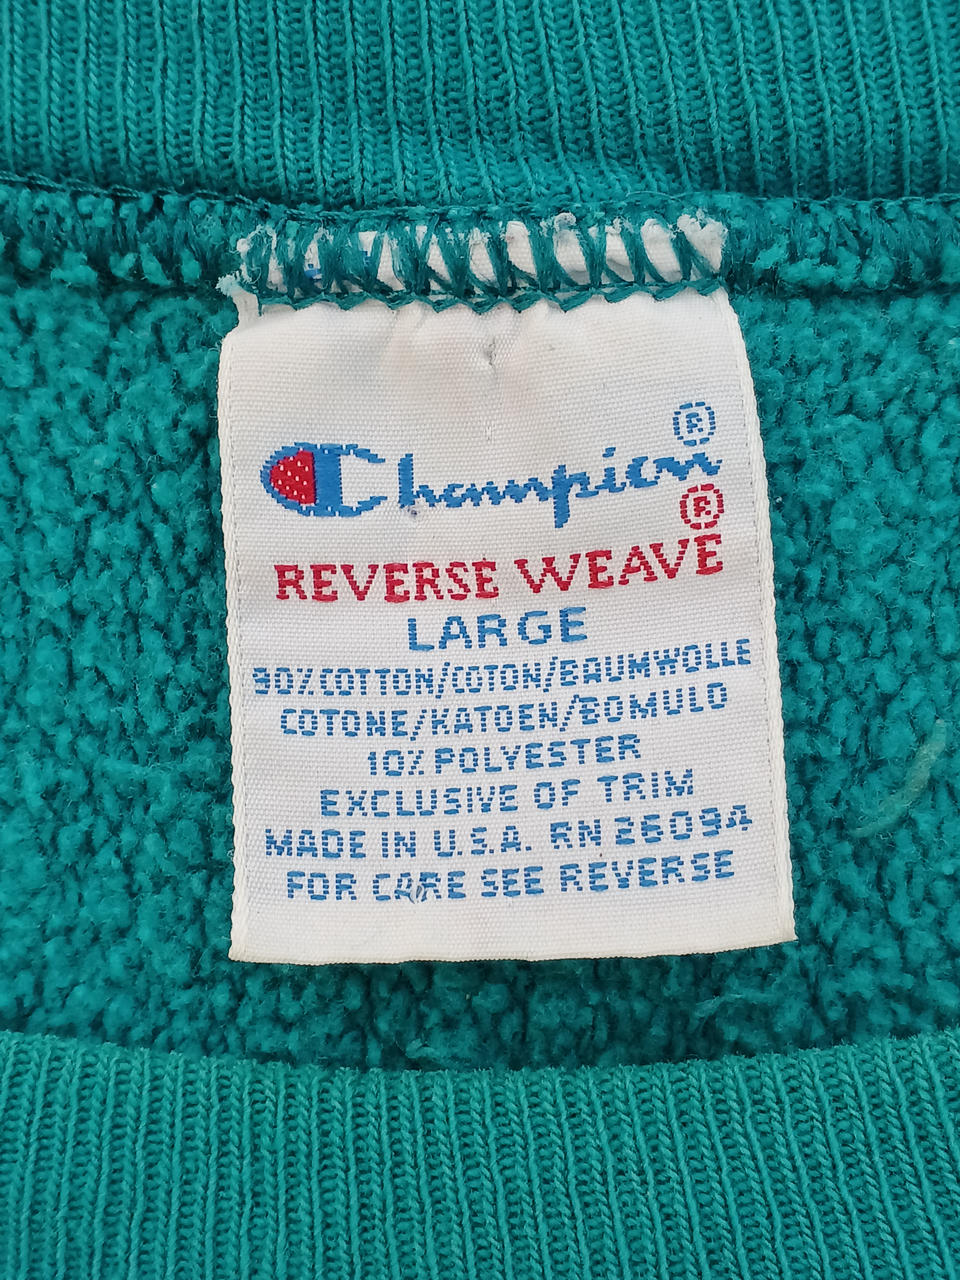 Champion®
REVERSE WEAVE®
LARGE
90% COTTON/COTON/BAUMWOLLE
COTONE/KATOEN/BOMULD
10% POLYESTER
EXCLUSIVE OF TRIM
MADE IN U.S.A. RN 26094
FOR CARE SEE REVERSE